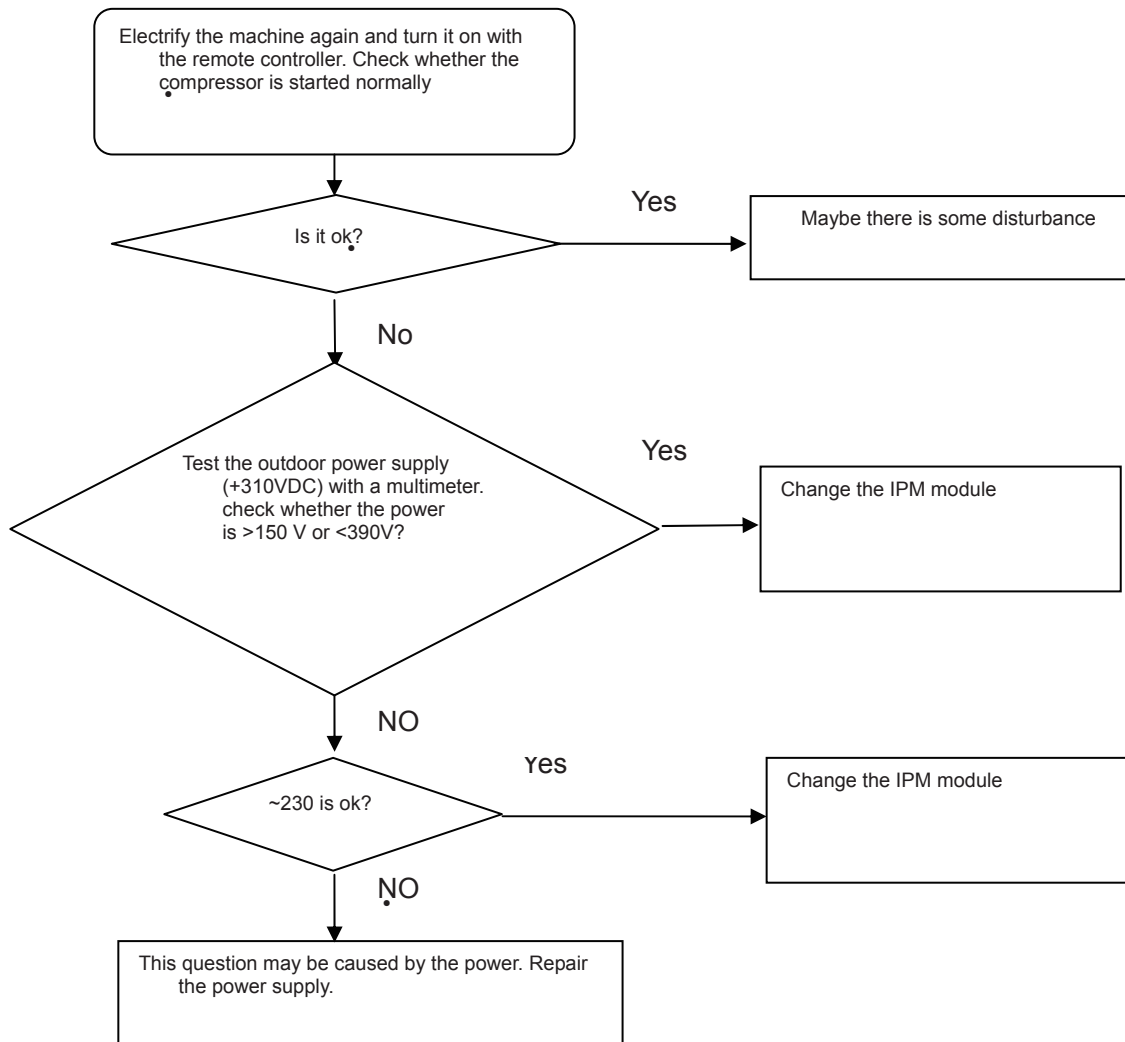 Electrify the machine again and turn it on with
the remote controller. Check whether the
compressor is started normally
Is it ok?
Yes
Maybe there is some disturbance
No
Test the outdoor power supply
(+310VDC) with a multimeter.
check whether the power
is >150 V or <390V?
Yes
Change the IPM module
NO
~230 is ok?
Yes
Change the IPM module
NO
This question may be caused by the power. Repair
the power supply.